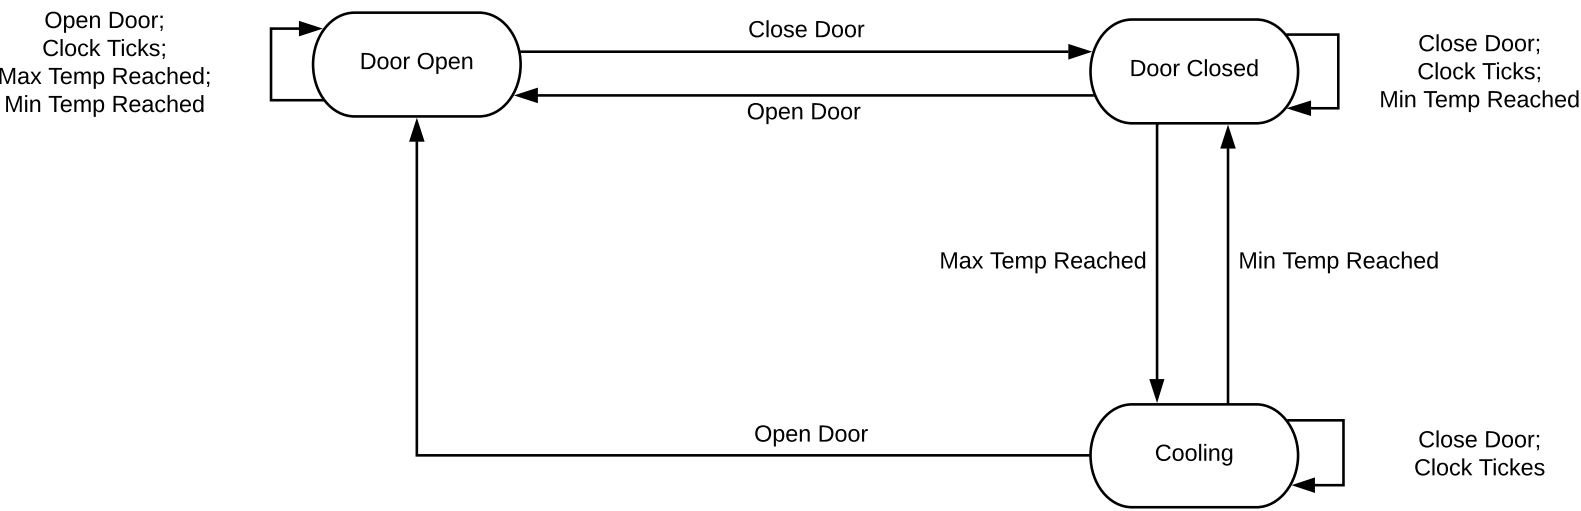 Open Door;
Clock Ticks;
Max Temp Reached;
Min Temp Reached
Door Open
Close Door
Open Door
Door Closed
Close Door;
Clock Ticks;
Min Temp Reached
Max Temp Reached
Min Temp Reached
Open Door
Cooling
Close Door;
Clock Tickes